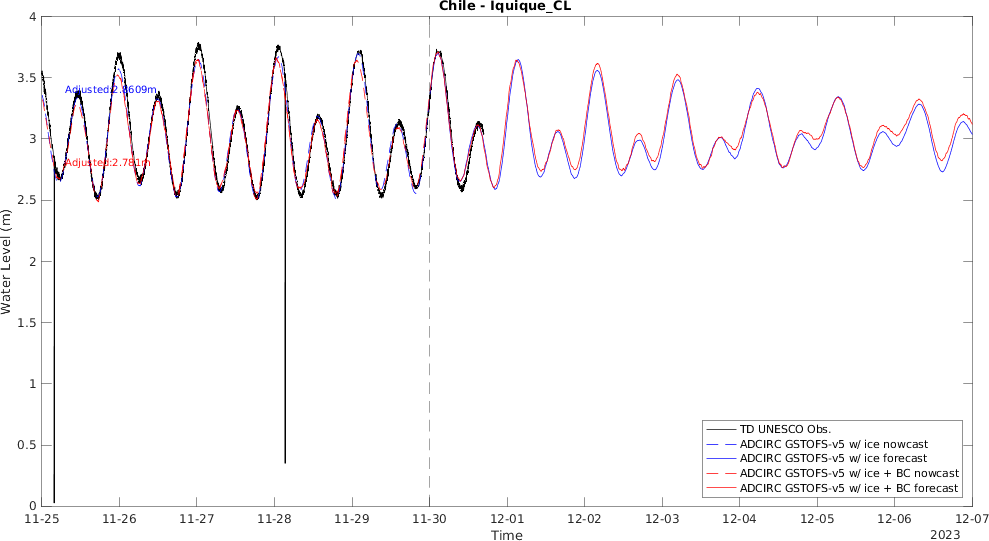 Chile - Iquique_CL
4
3.5
3
2.5
2
1.5
1
0.5
0
Water Level (m)
Adjusted:2.8609m
Adjusted:2.781m
TD UNESCO Obs.
ADCIRC GSTOFS-v5 w/ ice nowcast
ADCIRC GSTOFS-v5 w/ ice forecast
ADCIRC GSTOFS-v5 w/ ice + BC nowcast
ADCIRC GSTOFS-v5 w/ ice + BC forecast
11-25 11-26 11-27 11-28 11-29 11-30 12-01 12-02 12-03 12-04 12-05 12-06 12-07
Time
2023